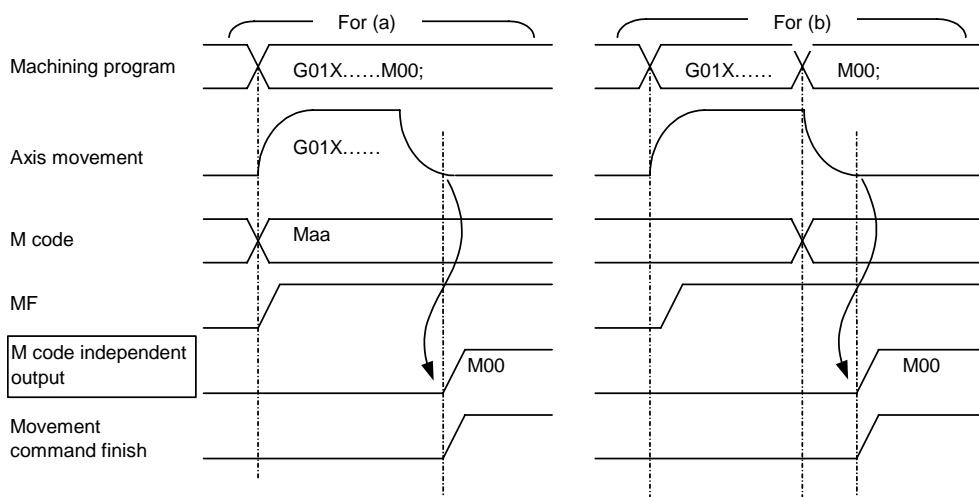 For (a)
For (b)
Machining program
G01X......M00;
G01X......
M00;
Axis movement
G01X......
M code
Maa
MF
M code independent
output
M00
M00
Movement
command finish